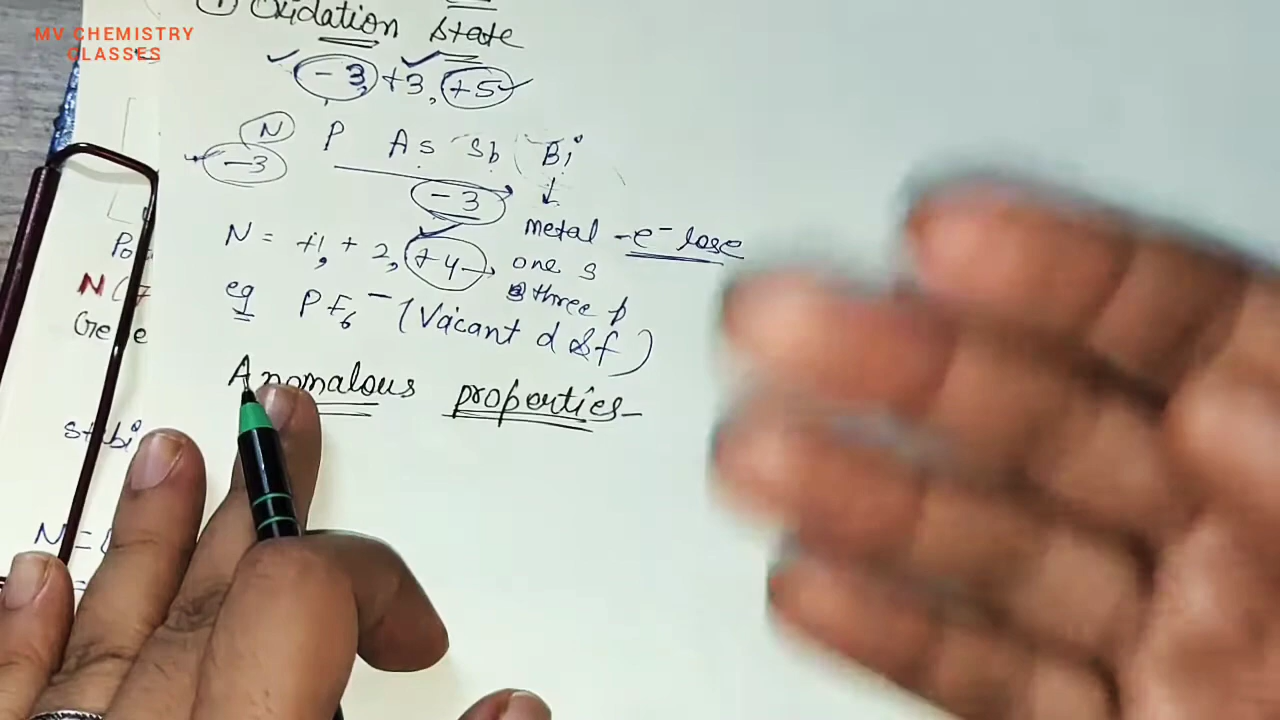 MV CHEMISTRY
CLASSES
Oxidation State
-3, +3, +5
N P As Sb Bi
-3
-3
metal - e⁻ lose
N = +1, + 2, +4 → one s
three p
eg PF₆⁻ (Vacant d & f)
Anomalous properties-
N
Ge e
N =